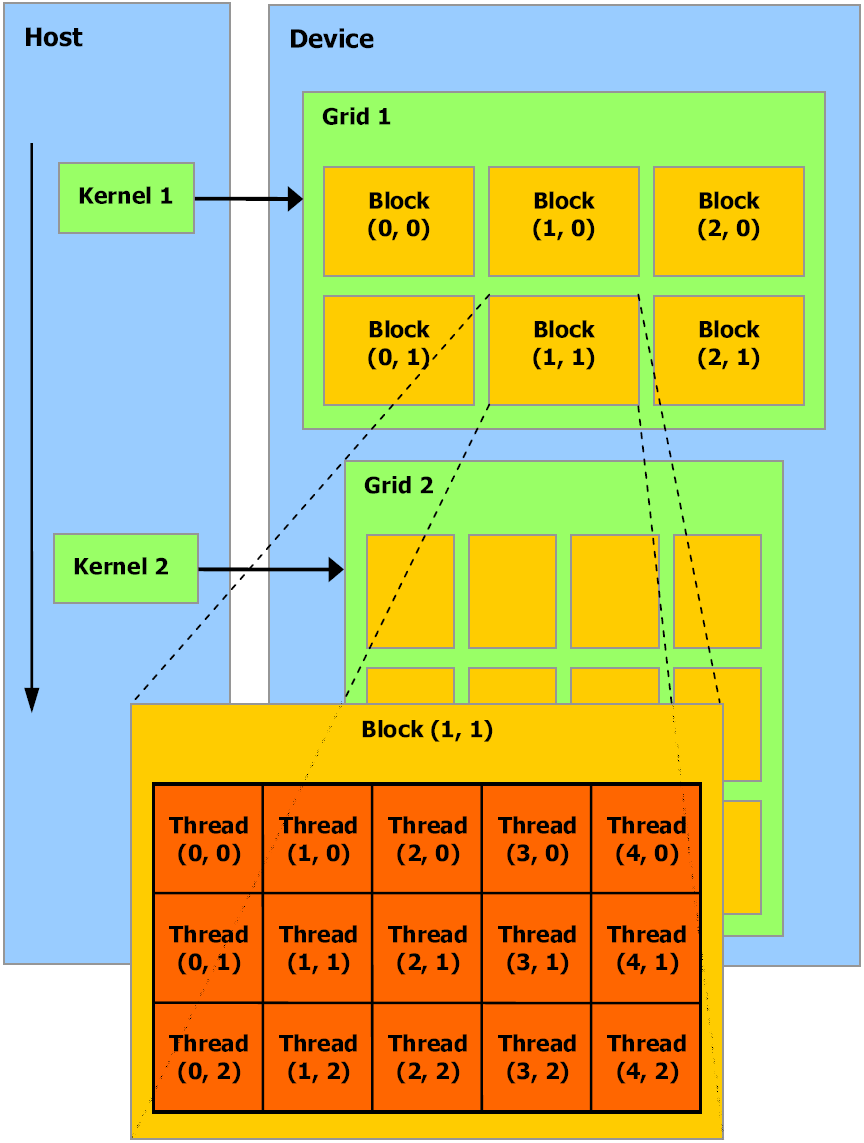 Host
Device
Grid 1
Kernel 1
Block
(0, 0)
Block
(1, 0)
Block
(2, 0)
Block
(0, 1)
Block
(1, 1)
Block
(2, 1)
Grid 2
Kernel 2
Block (1, 1)
Thread
(0, 0)
Thread
(1, 0)
Thread
(2, 0)
Thread
(3, 0)
Thread
(4, 0)
Thread
(0, 1)
Thread
(1, 1)
Thread
(2, 1)
Thread
(3, 1)
Thread
(4, 1)
Thread
(0, 2)
Thread
(1, 2)
Thread
(2, 2)
Thread
(3, 2)
Thread
(4, 2)